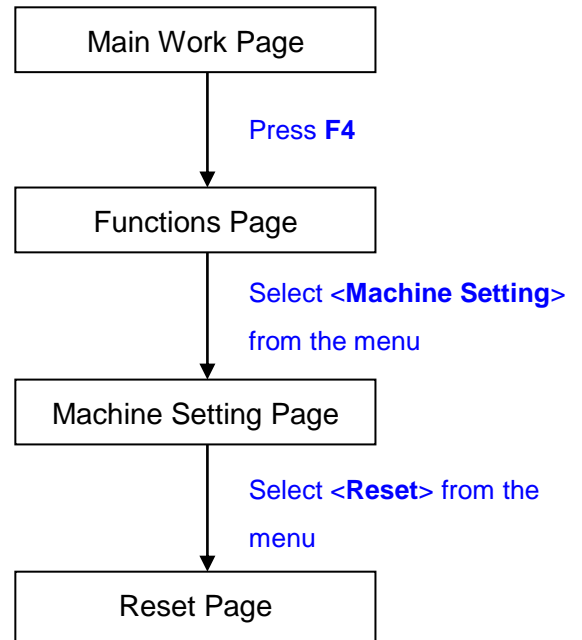 Main Work Page
Press F4
Functions Page
Select <Machine Setting>
from the menu
Machine Setting Page
Select <Reset> from the
menu
Reset Page